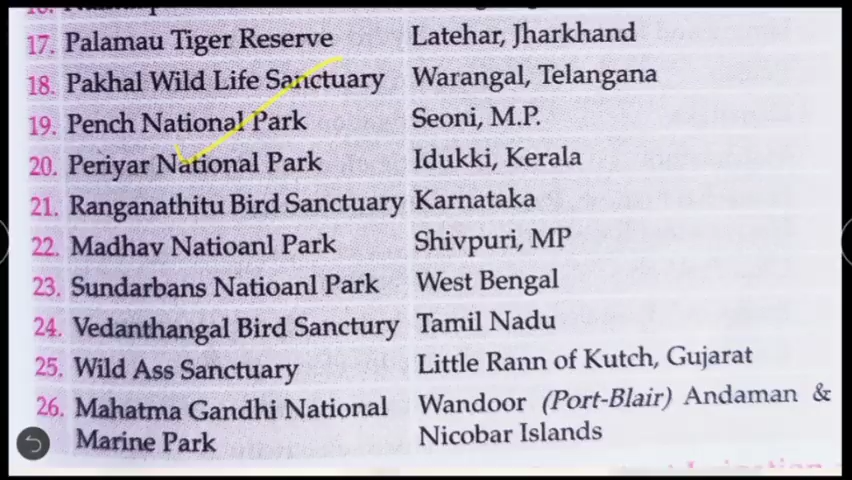 17. Palamau Tiger Reserve Latehar, Jharkhand
18. Pakhal Wild Life Sanctuary Warangal, Telangana
19. Pench National Park Seoni, M.P.
20. Periyar National Park Idukki, Kerala
21. Ranganathitu Bird Sanctuary Karnataka
22. Madhav Natioanl Park Shivpuri, MP
23. Sundarbans Natioanl Park West Bengal
24. Vedanthangal Bird Sanctury Tamil Nadu
25. Wild Ass Sanctuary Little Rann of Kutch, Gujarat
26. Mahatma Gandhi National Wandoor (Port-Blair) Andaman &
Marine Park Nicobar Islands